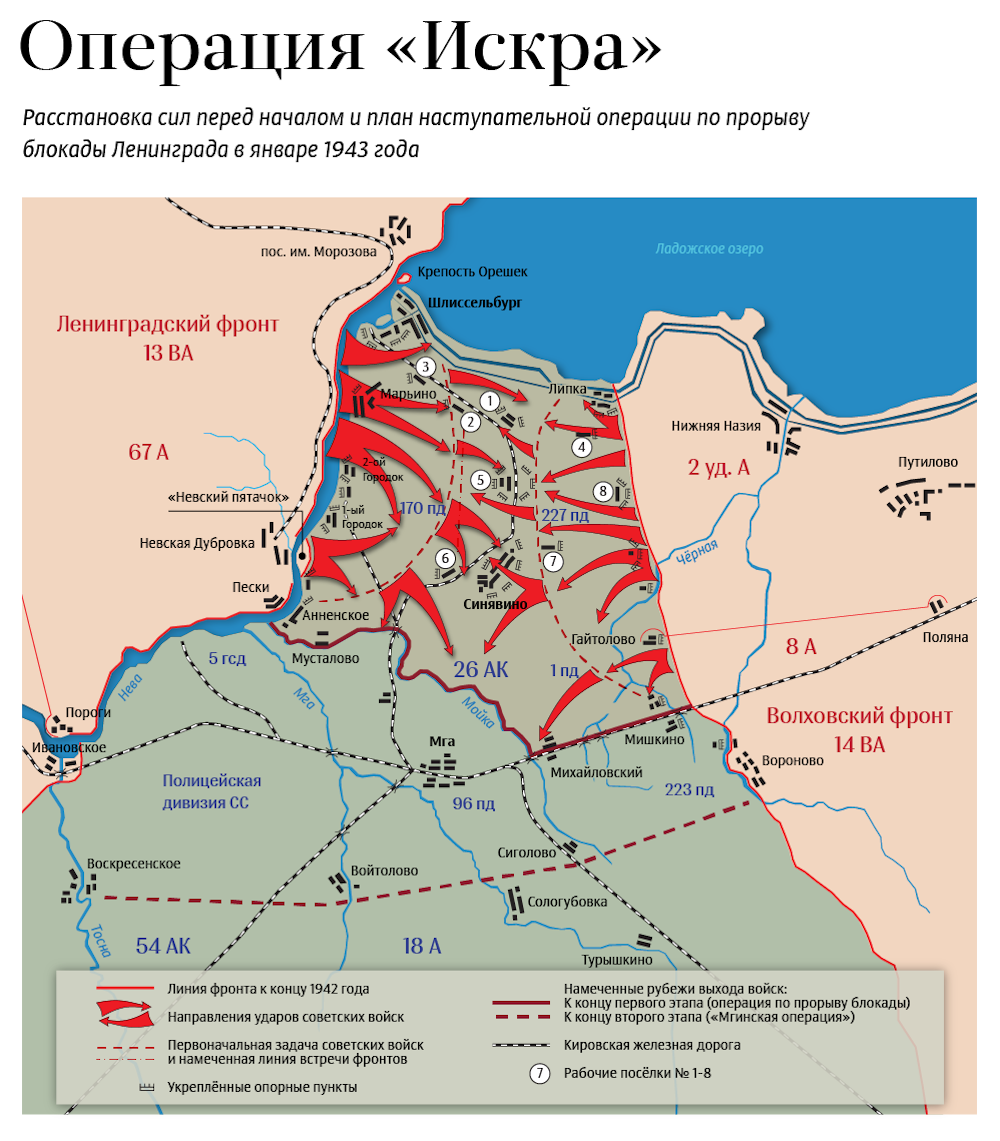 Операция «Искра»
Расстановка сил перед началом и план наступательной операции по прорыву
блокады Ленинграда в январе 1943 года
пос. им. Морозова
Ладожское озеро
Крепость Орешек
Шлиссельбург
Ленинградский фронт
13 ВА
3
Липка
Марьино
1
2
Нижняя Назия
4
67 А
2-ой
Городок
2 уд. А
Путилово
5
8
«Невский пятачок»
1-ый
Городок
170 пд
227 пд
Невская Дубровка
6
7
Чёрная
Пески
Синявино
Анненское
Гайтолово
Поляна
Мусталово
8 А
5 гсд
26 АК
1 пд
Нева
Мга
Мойка
Пороги
Волховский фронт
14 ВА
Ивановское
Мга
Мишкино
Вороново
Михайловский
Полицейская
дивизия СС
96 пд
223 пд
Сиголово
Воскресенское
Войтолово
Сологубовка
Тосна
54 АК
18 А
Турышкино
Линия фронта к концу 1942 года
Направления ударов советских войск
Первоначальная задача советских войск
и намеченная линия встречи фронтов
Укреплённые опорные пункты
Намеченные рубежи выхода войск:
К концу первого этапа (операция по прорыву блокады)
К концу второго этапа («Мгинская операция»)
Кировская железная дорога
7
Рабочие посёлки № 1-8